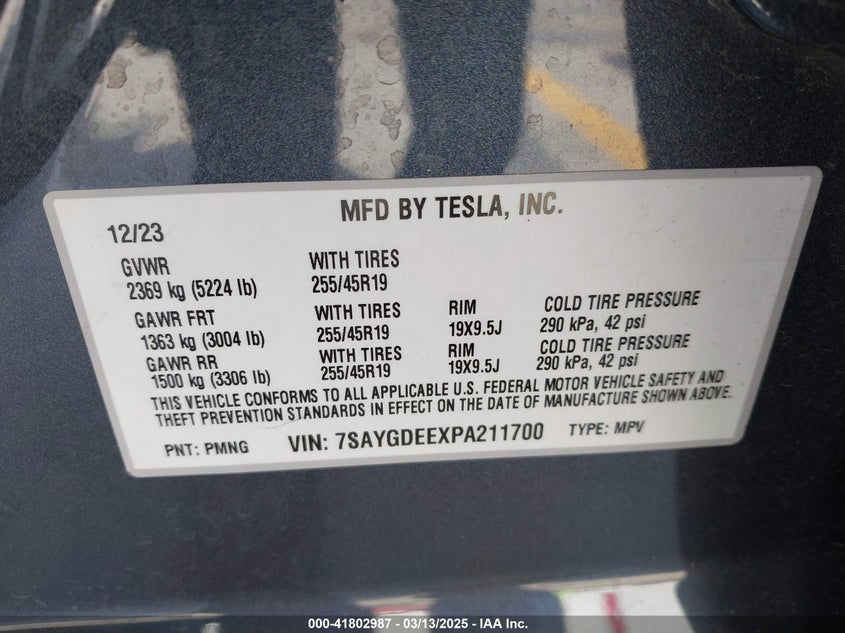 MFD BY TESLA, INC.
12/23
GVWR WITH TIRES
2369 kg (5224 lb) 255/45R19
GAWR FRT WITH TIRES RIM COLD TIRE PRESSURE
1363 kg (3004 lb) 255/45R19 19X9.5J 290 kPa, 42 psi
GAWR RR WITH TIRES RIM COLD TIRE PRESSURE
1500 kg (3306 lb) 255/45R19 19X9.5J 290 kPa, 42 psi
THIS VEHICLE CONFORMS TO ALL APPLICABLE U.S. FEDERAL MOTOR VEHICLE SAFETY AND
THEFT PREVENTION STANDARDS IN EFFECT ON THE DATE OF MANUFACTURE SHOWN ABOVE.
PNT: PMNG VIN: 7SAYGDEEXPA211700 TYPE: MPV
000-41802987 — 03/13/2025 — IAA Inc.